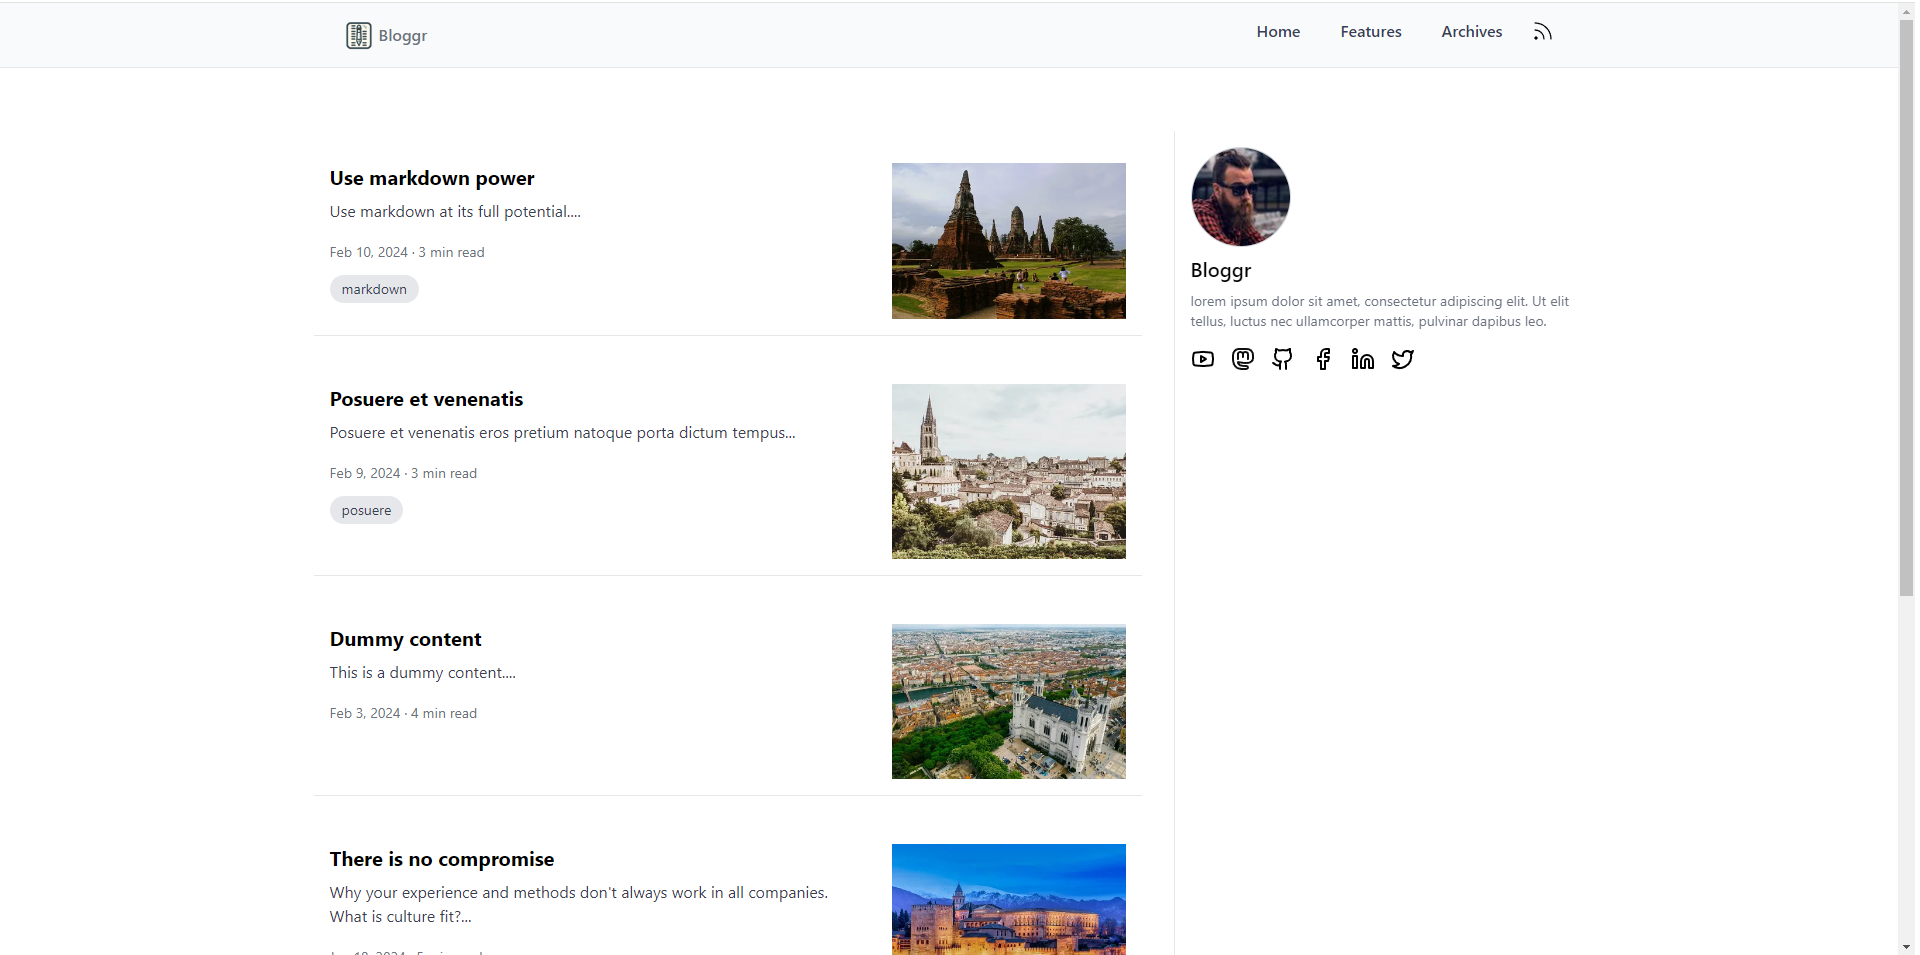 Bloggr
Home
Features
Archives
Use markdown power
Use markdown at its full potential....
Feb 10, 2024 · 3 min read
markdown
Posuere et venenatis
Posuere et venenatis eros pretium natoque porta dictum tempus...
Feb 9, 2024 · 3 min read
posuere
Dummy content
This is a dummy content....
Feb 3, 2024 · 4 min read
There is no compromise
Why your experience and methods don't always work in all companies.
What is culture fit?...
Bloggr
lorem ipsum dolor sit amet, consectetur adipiscing elit. Ut elit
tellus, luctus nec ullamcorper mattis, pulvinar dapibus leo.